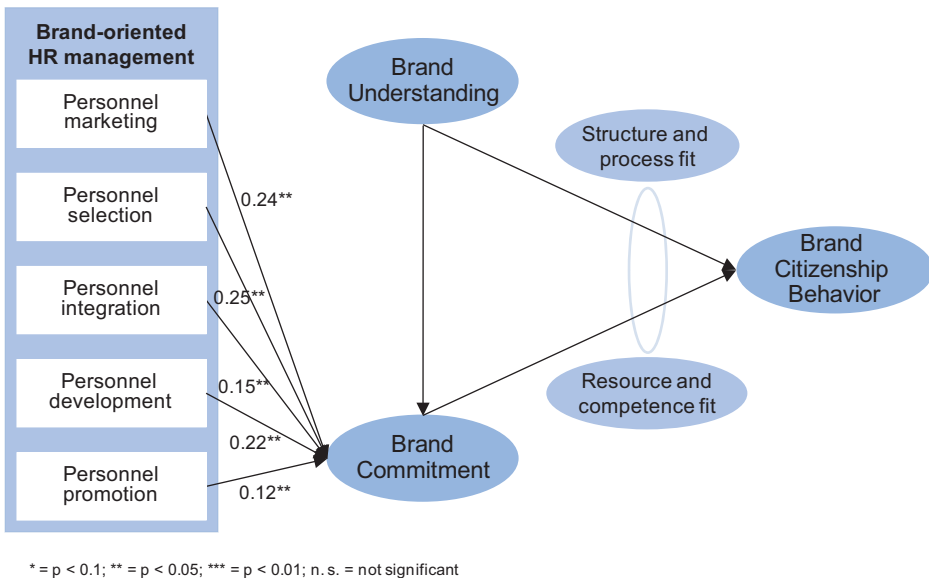 Brand-oriented
HR management
Personnel
marketing
Personnel
selection
Personnel
integration
Personnel
development
Personnel
promotion
0.24**
0.25**
0.15**
0.22**
0.12**
Brand
Understanding
Brand
Commitment
Structure and
process fit
Resource and
competence fit
Brand
Citizenship
Behavior
* = p < 0.1; ** = p < 0.05; *** = p < 0.01; n. s. = not significant